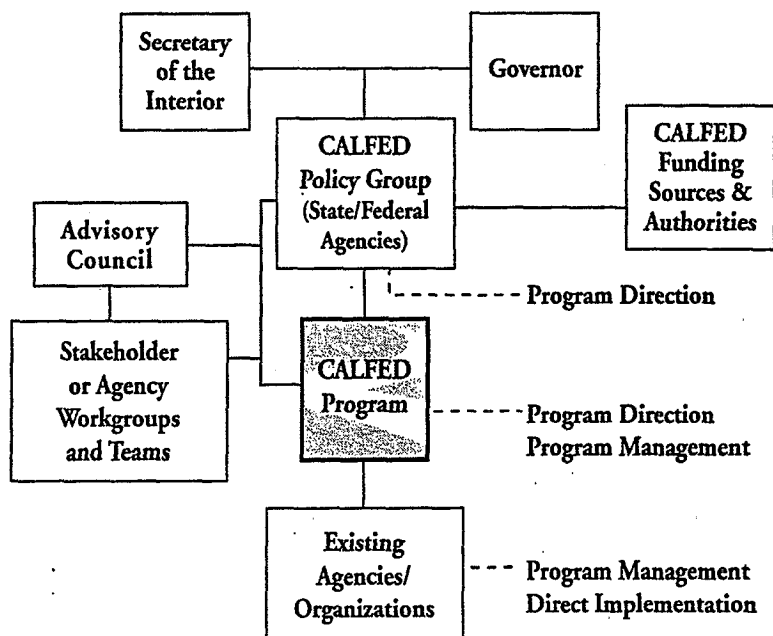 Secretary
of the
Interior
Governor
CALFED
Policy Group
(State/Federal
Agencies)
CALFED
Funding
Sources &
Authorities
Advisory
Council
Program Direction
Stakeholder
or Agency
Workgroups
and Teams
CALFED
Program
Program Direction
Program Management
Existing
Agencies/
Organizations
Program Management
Direct Implementation